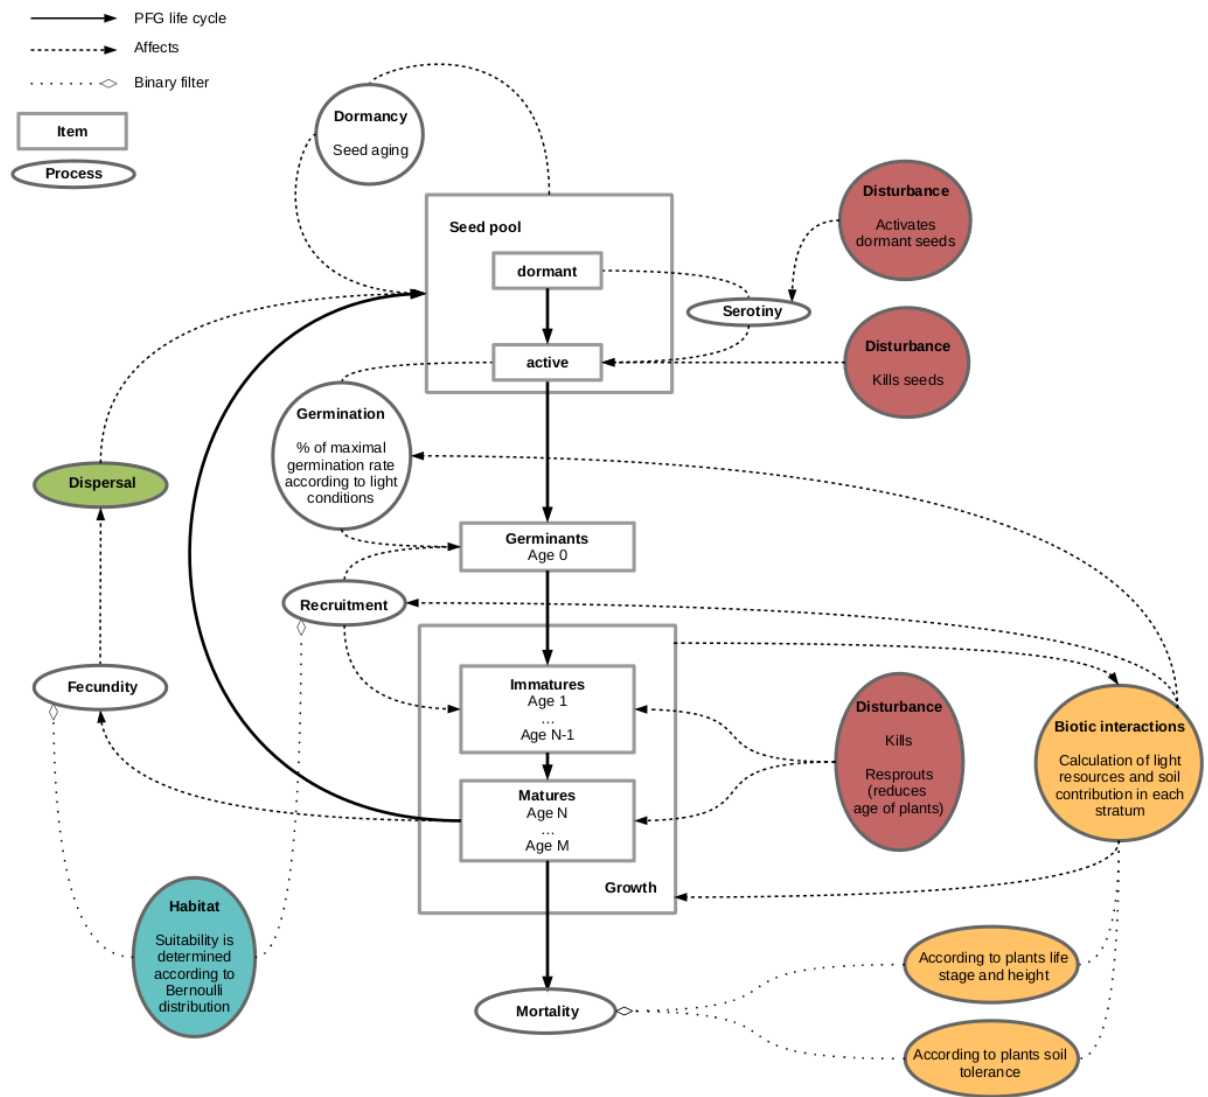 PFG life cycle
Affects
Binary filter
Item
Process
Dormancy
Seed aging
Seed pool
dormant
active
Disturbance
Activates
dormant seeds
Serotiny
Disturbance
Kills seeds
Germination
% of maximal
germination rate
according to light
conditions
Dispersal
Germinants
Age 0
Recruitment
Fecundity
Immatures
Age 1
...
Age N-1
Matures
Age N
...
Age M
Growth
Disturbance
Kills
Resprouts
(reduces
age of plants)
Biotic interactions
Calculation of light
resources and soil
contribution in each
stratum
Habitat
Suitability is
determined
according to
Bernoulli
distribution
According to plants life
stage and height
Mortality
According to plants soil
tolerance